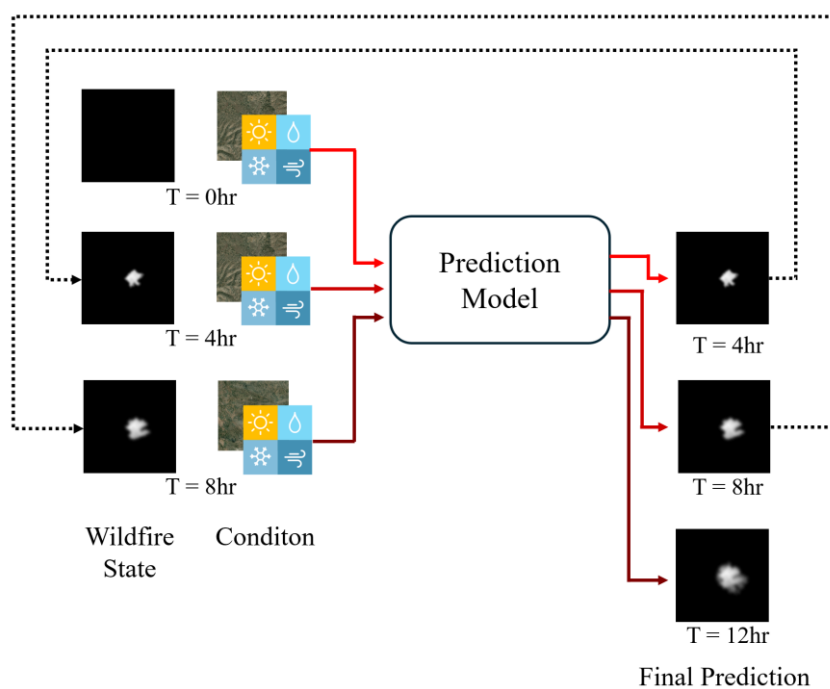 T = 0hr
Prediction
Model
T = 4hr
T = 4hr
T = 8hr
T = 8hr
Wildfire
State
Conditon
T = 12hr
Final Prediction